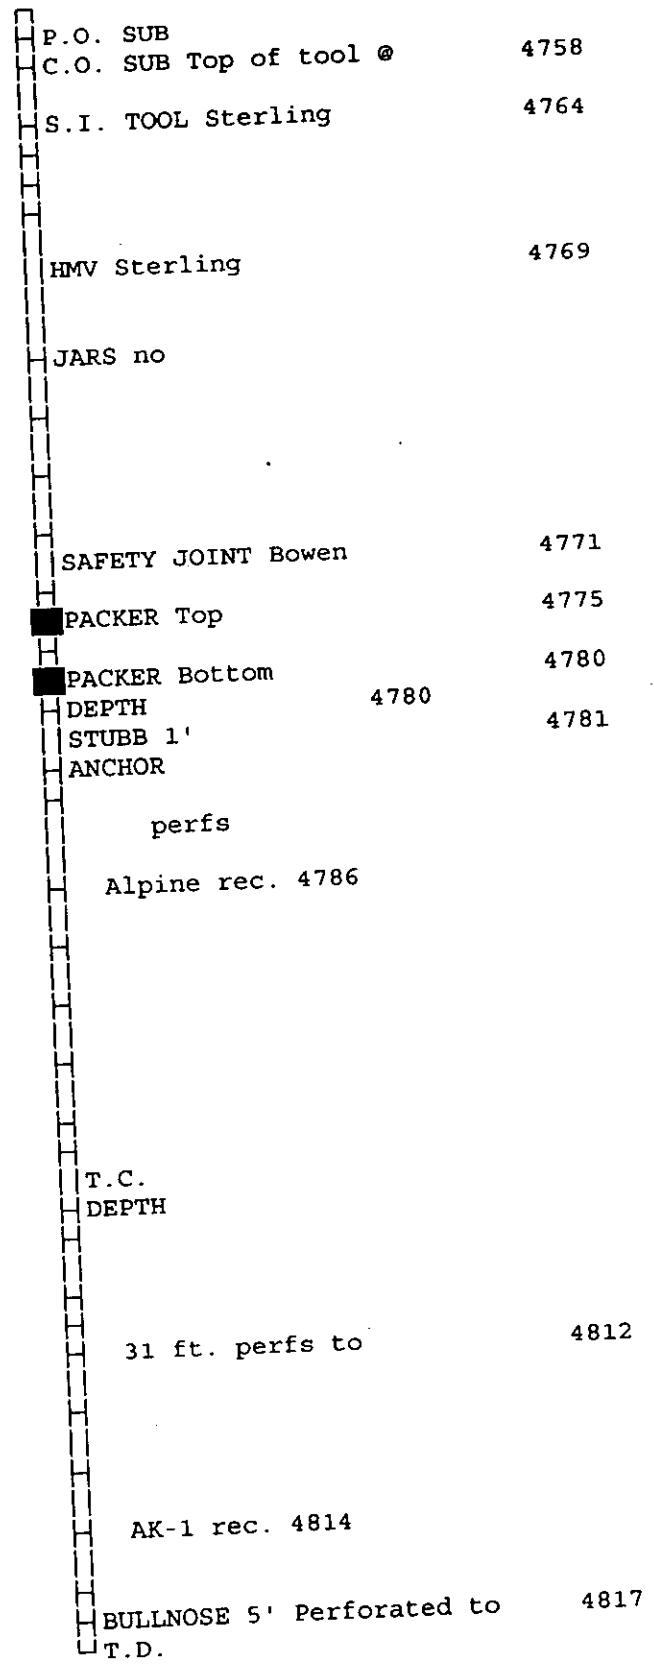 P.O. SUB
C.O. SUB Top of tool @ 4758
S.I. TOOL Sterling 4764
HMV Sterling 4769
JARS no
SAFETY JOINT Bowen 4771
PACKER Top 4775
PACKER Bottom 4780
DEPTH 4780
STUBB 1' 4781
ANCHOR
perfs
Alpine rec. 4786
T.C.
DEPTH
31 ft. perfs to 4812
AK-1 rec. 4814
BULLNOSE 5' Perforated to 4817
T.D.